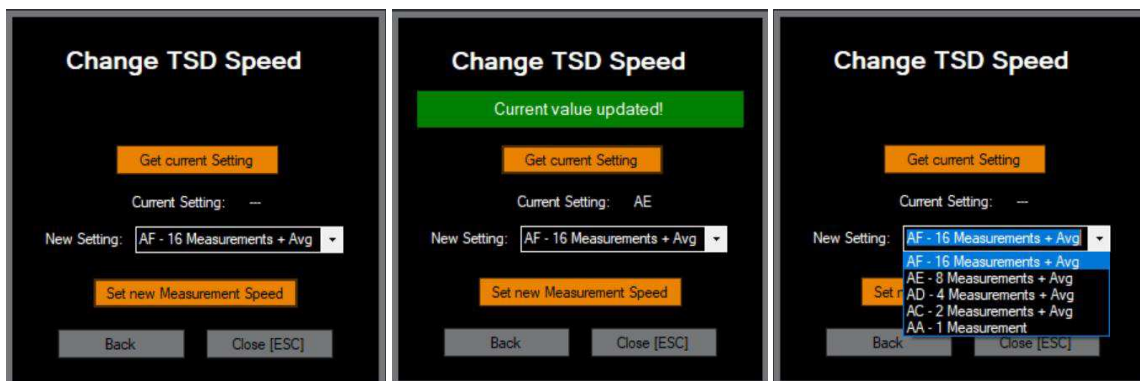 Change TSD Speed
Get current Setting
Current Setting: ---
New Setting: AF - 16 Measurements + Avg
Set new Measurement Speed
Back Close [ESC]
Change TSD Speed
Current value updated!
Get current Setting
Current Setting: AE
New Setting: AF - 16 Measurements + Avg
Set new Measurement Speed
Back Close [ESC]
Change TSD Speed
Get current Setting
Current Setting: ---
New Setting: AF - 16 Measurements + Avg
AF - 16 Measurements + Avg
AE - 8 Measurements + Avg
Set AD - 4 Measurements + Avg
AC - 2 Measurements + Avg
AA - 1 Measurement
Back Close [ESC]